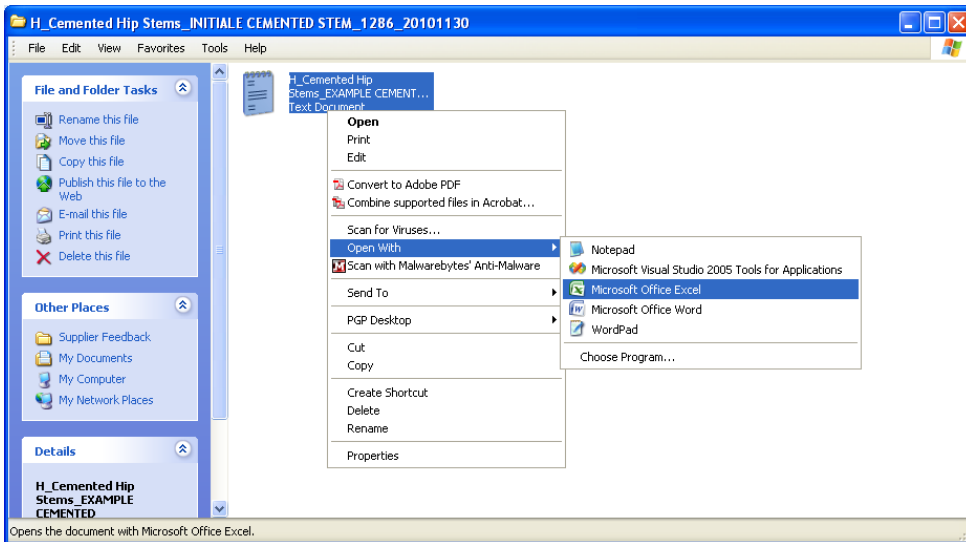 H_Cemented Hip Stems_INITIALE CEMENTED STEM_1286_20101130
File Edit View Favorites Tools Help
File and Folder Tasks
Rename this file
Move this file
Copy this file
Publish this file to the
Web
E-mail this file
Print this file
Delete this file
Other Places
Supplier Feedback
My Documents
My Computer
My Network Places
Details
H_Cemented Hip
Stems_EXAMPLE
CEMENTED
H_Cemented Hip
Stems_EXAMPLE CEMENT...
Text Document
Open
Print
Edit
Convert to Adobe PDF
Combine supported files in Acrobat...
Scan for Viruses...
Open With
Scan with Malwarebytes' Anti-Malware
Send To
PGP Desktop
Cut
Copy
Create Shortcut
Delete
Rename
Properties
Notepad
Microsoft Visual Studio 2005 Tools for Applications
Microsoft Office Excel
Microsoft Office Word
WordPad
Choose Program...
Opens the document with Microsoft Office Excel.